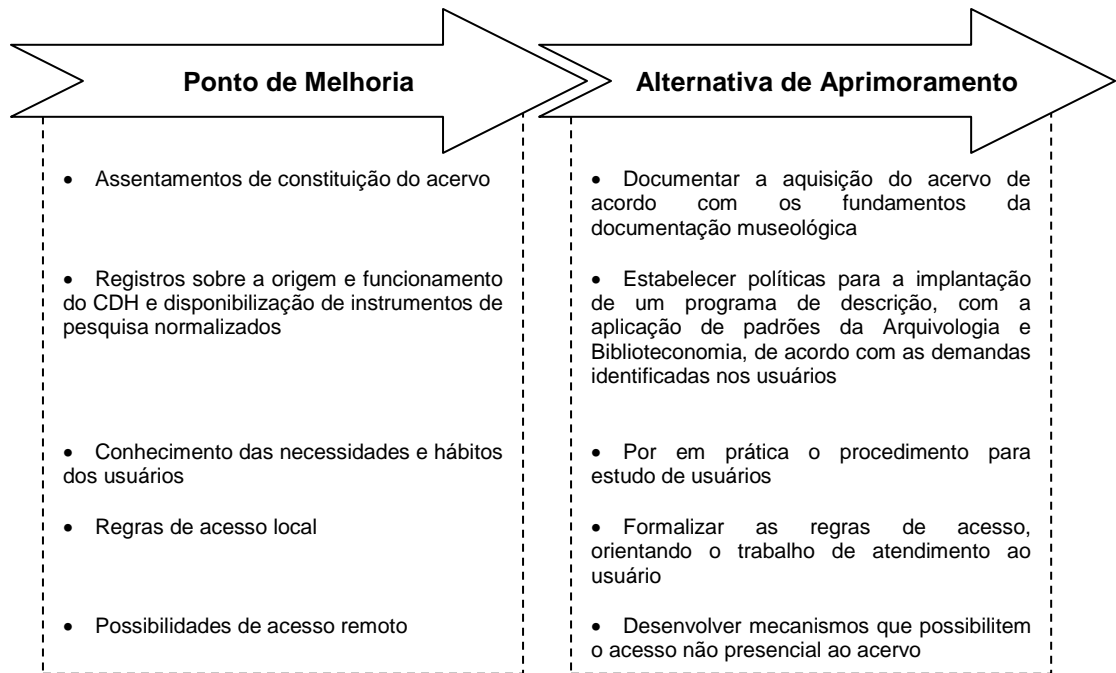 Ponto de Melhoria
• Assentamentos de constituição do acervo
• Registros sobre a origem e funcionamento
do CDH e disponibilização de instrumentos de
pesquisa normalizados
• Conhecimento das necessidades e hábitos
dos usuários
• Regras de acesso local
• Possibilidades de acesso remoto
Alternativa de Aprimoramento
• Documentar a aquisição do acervo de
acordo com os fundamentos da
documentação museológica
• Estabelecer políticas para a implantação
de um programa de descrição, com a
aplicação de padrões da Arquivologia e
Biblioteconomia, de acordo com as demandas
identificadas nos usuários
• Por em prática o procedimento para
estudo de usuários
• Formalizar as regras de acesso,
orientando o trabalho de atendimento ao
usuário
• Desenvolver mecanismos que possibilitem
o acesso não presencial ao acervo